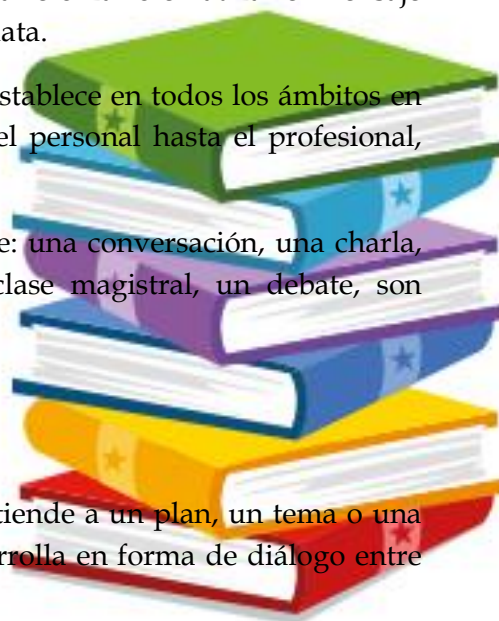 ata.
stablece en todos los ámbitos en
el personal hasta el profesional,
e: una conversación, una charla,
clase magistral, un debate, son
tiende a un plan, un tema o una
rrolla en forma de diálogo entre